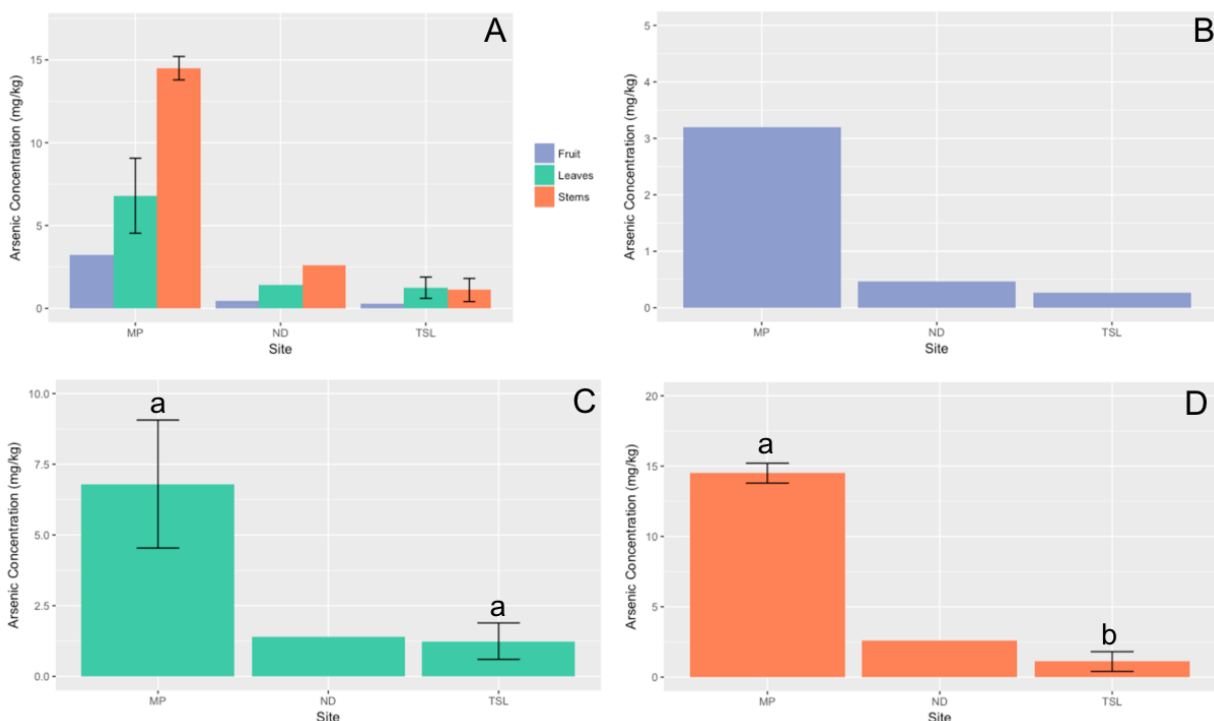 A
Arsenic Concentration (mg/kg)
15
10
5
0
MP
ND
TSL
Site
Fruit
Leaves
Stems
B
Arsenic Concentration (mg/kg)
5
4
3
2
1
0
MP
ND
TSL
Site
C
Arsenic Concentration (mg/kg)
10.0
7.5
5.0
2.5
0.0
a
a
MP
ND
TSL
Site
D
Arsenic Concentration (mg/kg)
20
15
10
5
0
a
b
MP
ND
TSL
Site